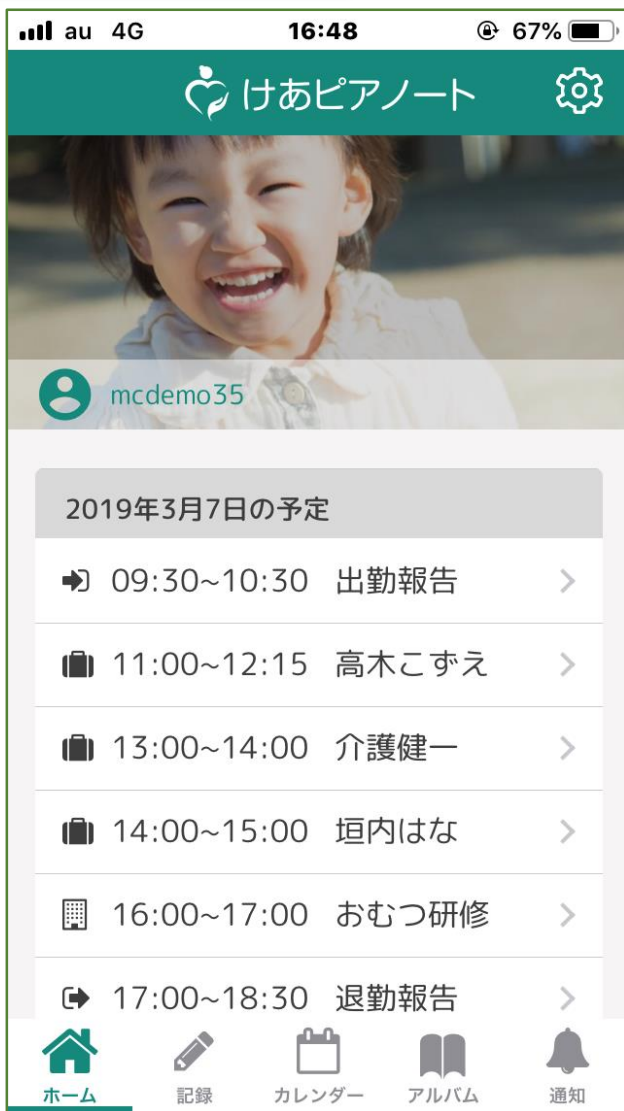 au 4G 16:48 67%
けあピアノート
mcdemo35
2019年3月7日の予定
09:30~10:30 出勤報告
11:00~12:15 高木こずえ
13:00~14:00 介護健一
14:00~15:00 垣内はな
16:00~17:00 おむつ研修
17:00~18:30 退勤報告
ホーム 記録 カレンダー アルバム 通知